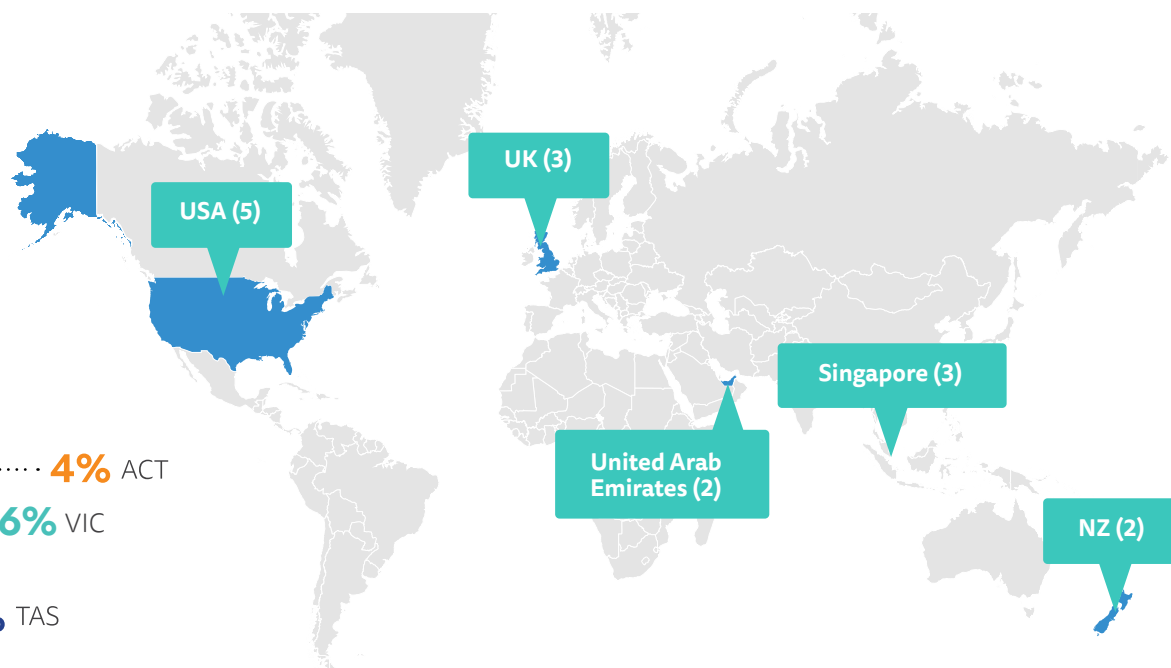 UK (3)
USA (5)
Singapore (3)
United Arab
Emirates (2)
4% ACT
6% VIC
NZ (2)
TAS